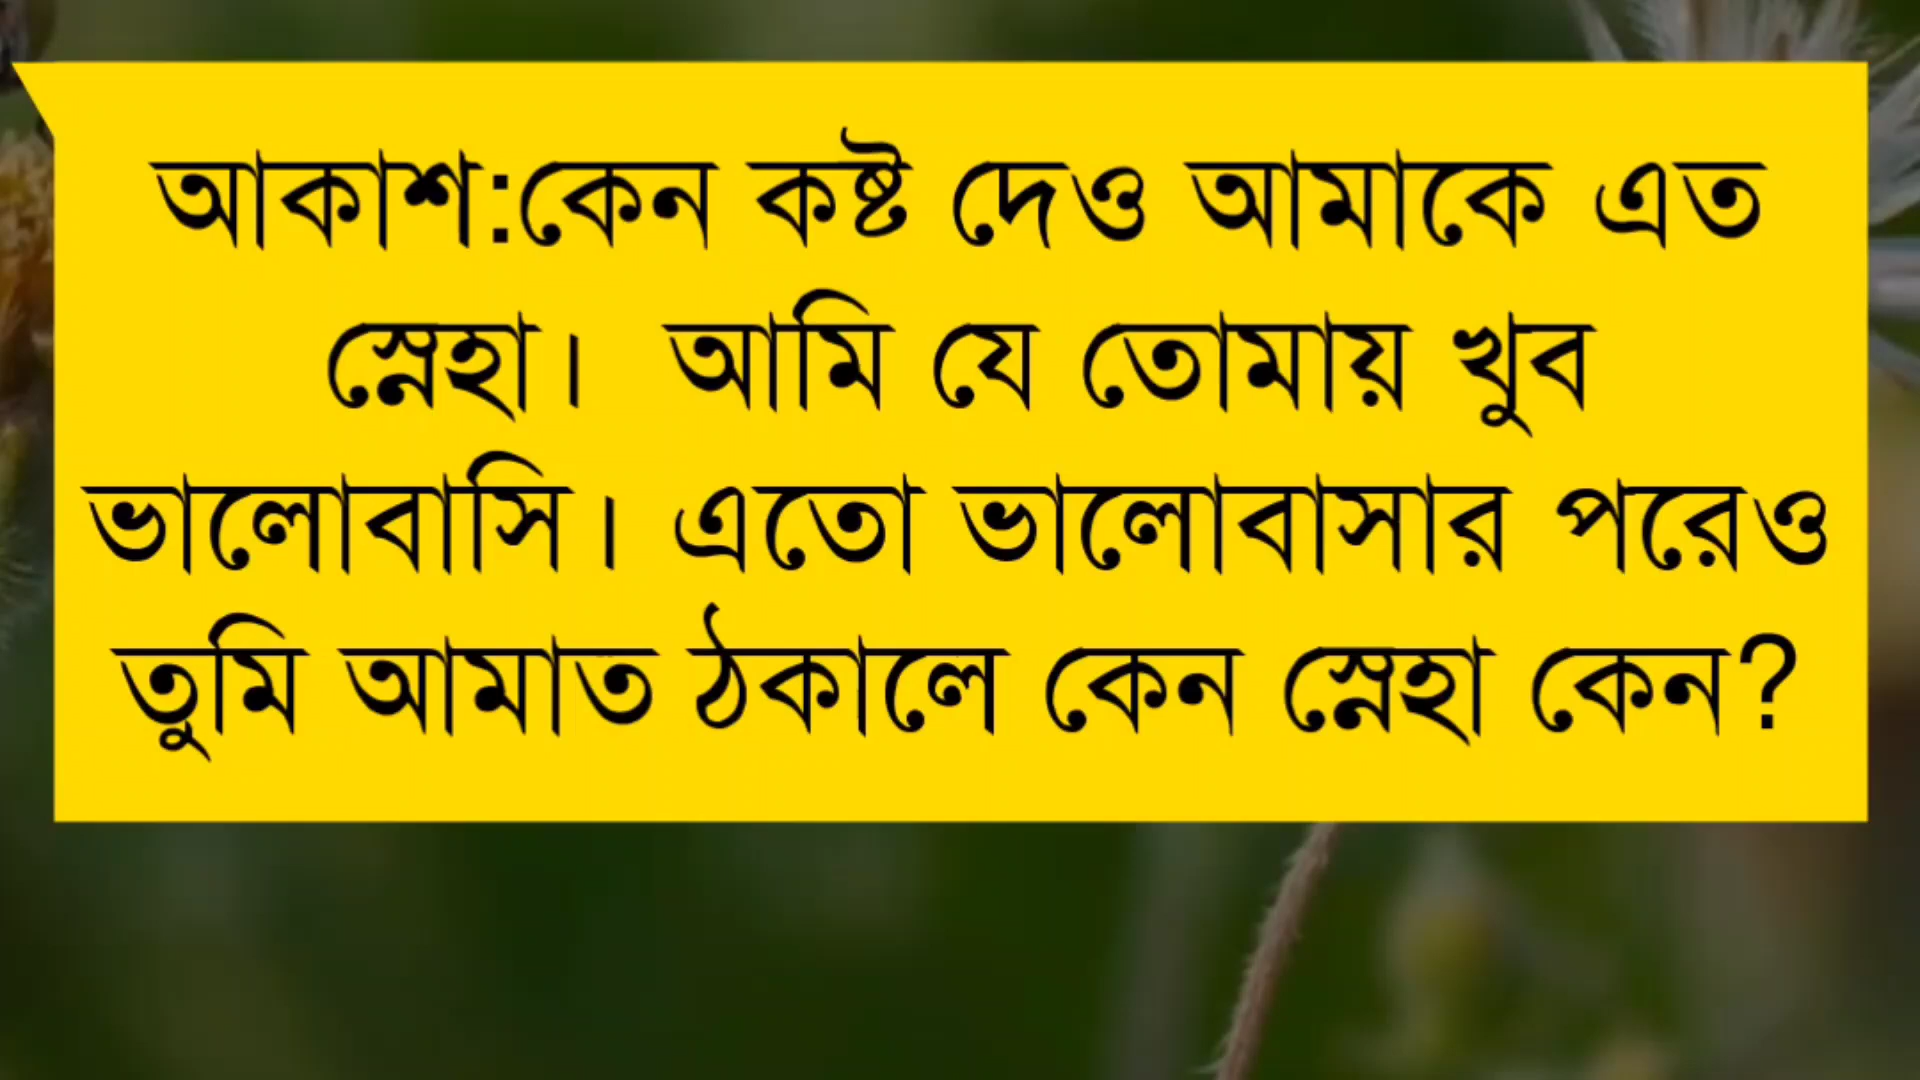 আকাশ:কেন কষ্ট দেও আমাকে এত
স্নেহা। আমি যে তোমায় খুব
ভালোবাসি। এতো ভালোবাসার পরেও
তুমি আমাত ঠকালে কেন স্নেহা কেন?